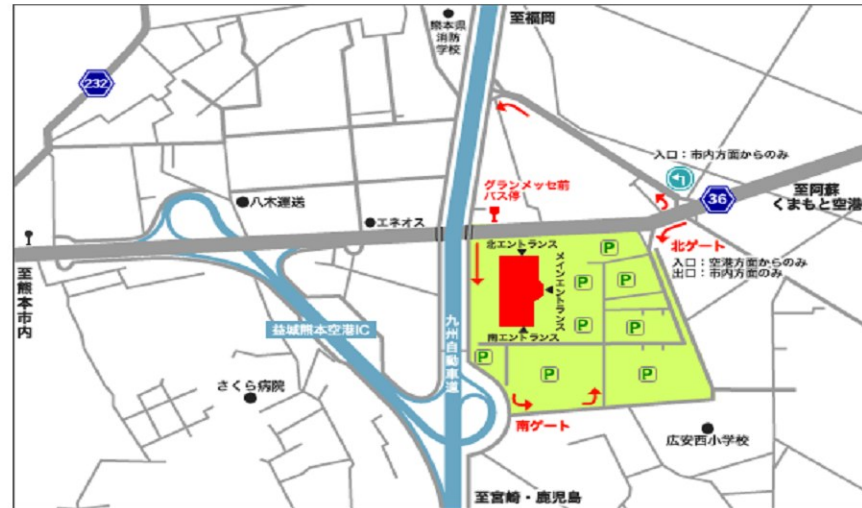 熊本県
消防
学校
至福岡
232
入口：市内方面からのみ
グランメッセ前
バス停
八木運送
エネオス
36
至阿蘇
くまもと空港
北ゲート
入口：空港方面からのみ
出口：市内方面のみ
北エントランス
メインエントランス
南エントランス
P
P
P
P
P
P
P
P
P
至熊本市内
益城熊本空港IC
九州自動車道
さくら病院
南ゲート
広安西小学校
至宮崎・鹿児島